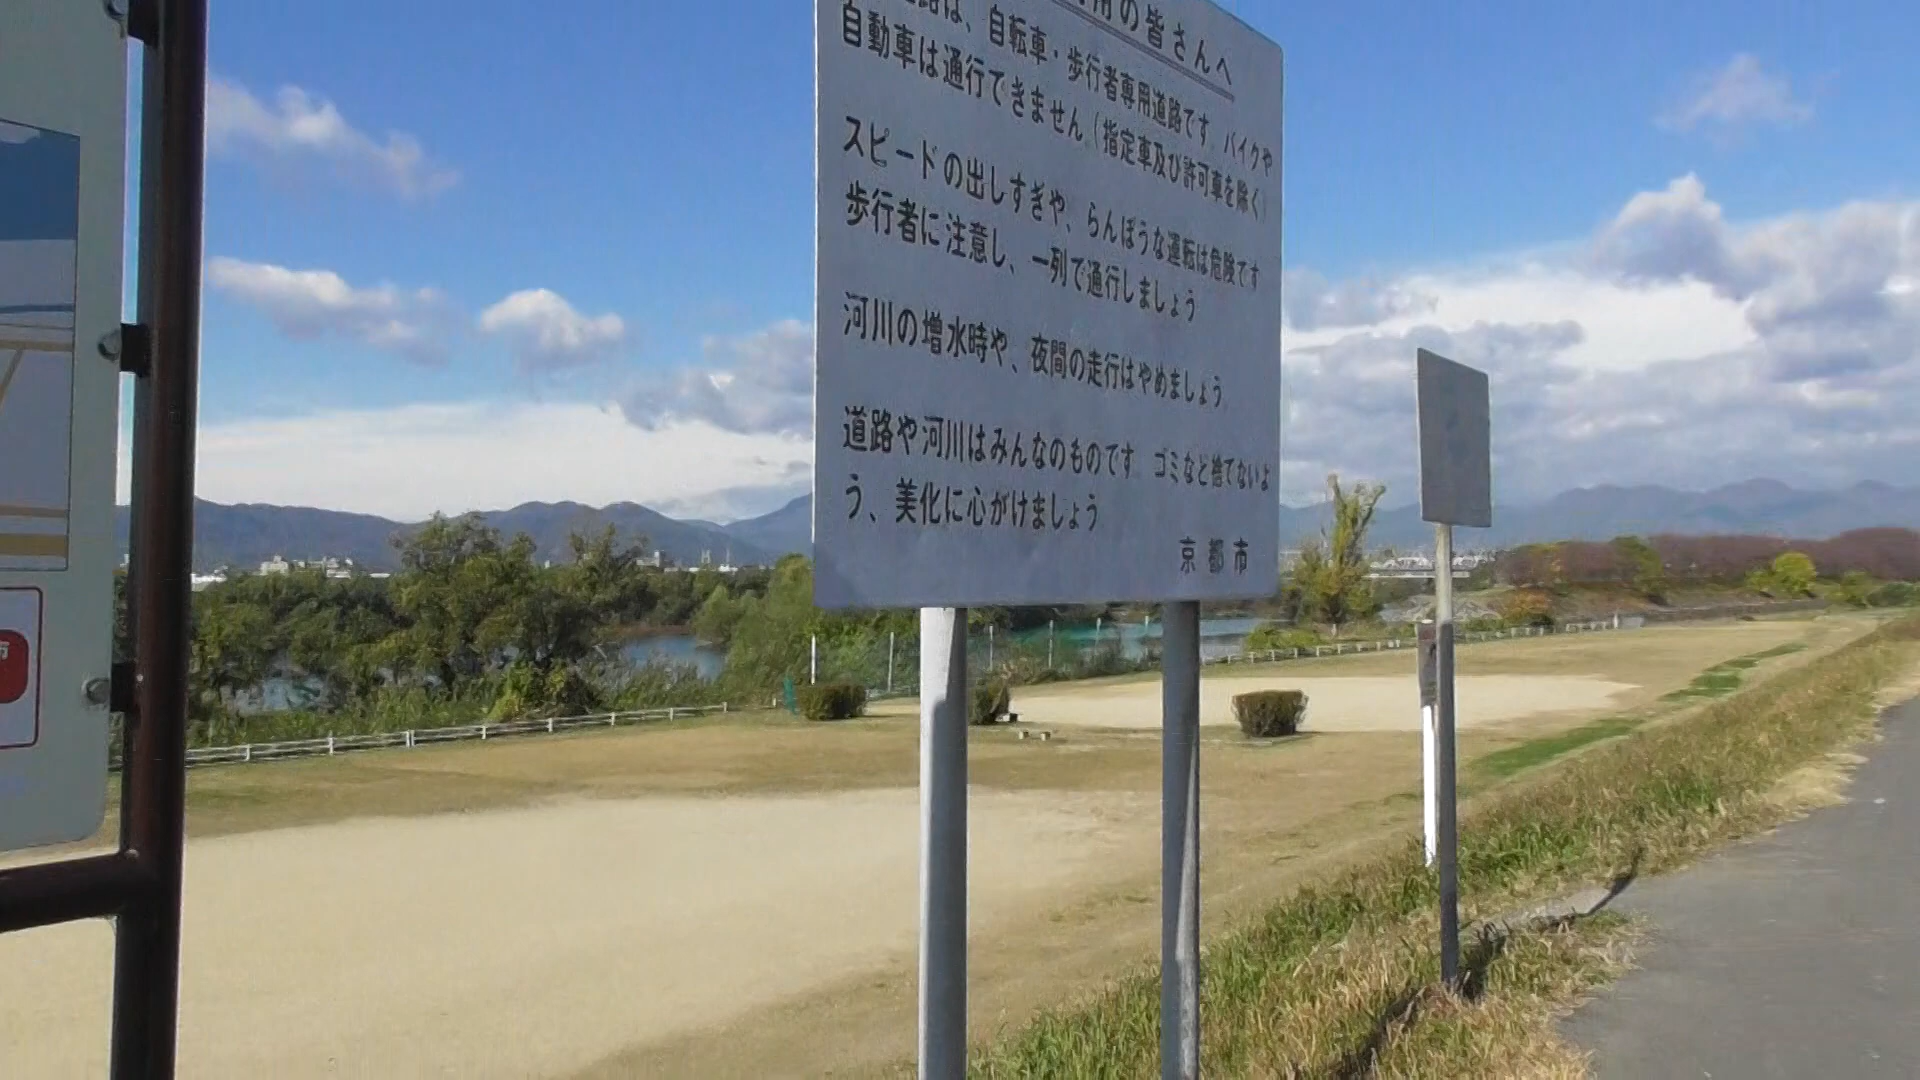 用の皆さんへ
路は、自転車・歩行者専用道路です バイクや
自動車は通行できません(指定車及び許可車を除く)
スピードの出しすぎや、らんぼうな運転は危険です
歩行者に注意し、一列で通行しましょう
河川の増水時や、夜間の走行はやめましょう
道路や河川はみんなのものです ゴミなど捨てないよ
う、美化に心がけましょう
京都市
市